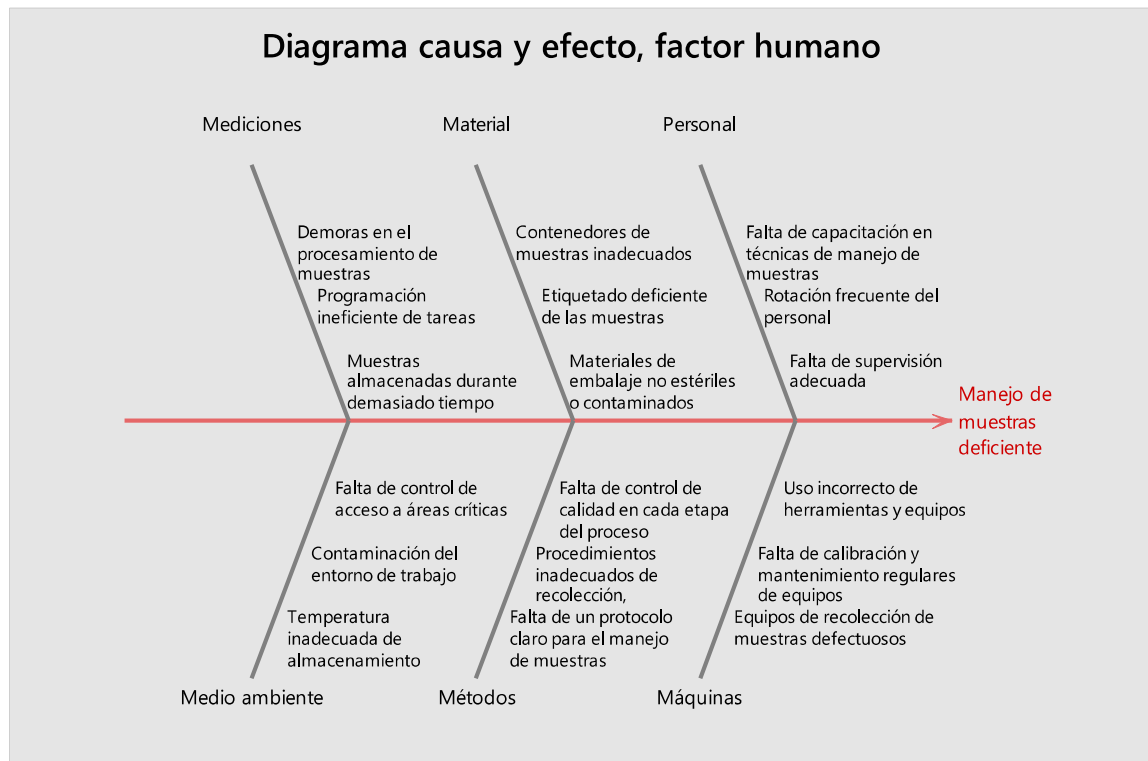 Diagrama causa y efecto, factor humano
Mediciones
Material
Personal
Demoras en el
procesamiento de
muestras
Programación
ineficiente de tareas
Muestras
almacenadas durante
demasiado tiempo
Contenedores de
muestras inadecuados
Etiquetado deficiente
de las muestras
Materiales de
embalaje no estériles
o contaminados
Falta de capacitación en
técnicas de manejo de
muestras
Rotación frecuente del
personal
Falta de supervisión
adecuada
Manejo de
muestras
deficiente
Falta de control de
acceso a áreas críticas
Contaminación del
entorno de trabajo
Temperatura
inadecuada de
almacenamiento
Falta de control de
calidad en cada etapa
del proceso
Procedimientos
inadecuados de
recolección,
Falta de un protocolo
claro para el manejo
de muestras
Uso incorrecto de
herramientas y equipos
Falta de calibración y
mantenimiento regulares
de equipos
Equipos de recolección de
muestras defectuosos
Medio ambiente
Métodos
Máquinas